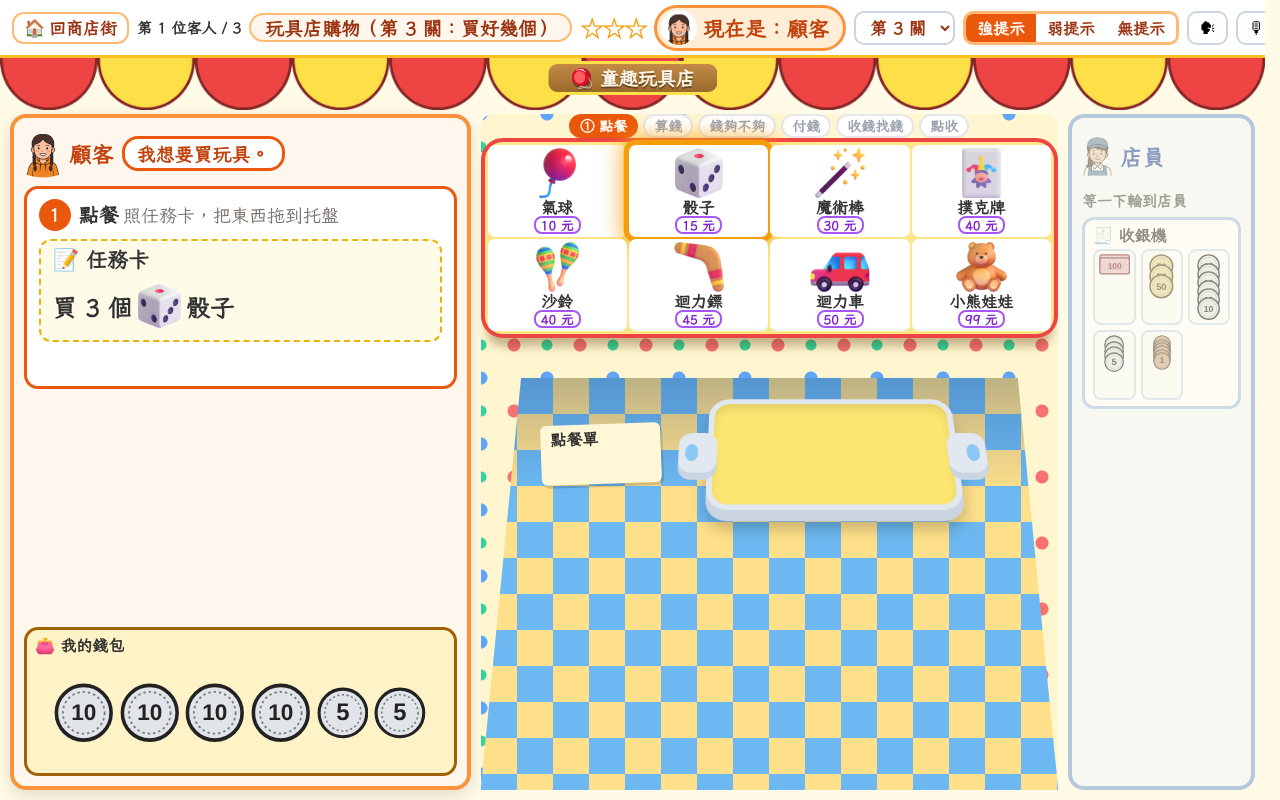 🏠 回商店街
第 1 位客人 / 3
玩具店購物（第 3 關：買好幾個）
☆☆☆
現在是：顧客
第 3 關
強提示
弱提示
無提示
童趣玩具店
顧客
我想要買玩具。
1 點餐 照任務卡，把東西拖到托盤
任務卡
買 3 個 骰子
我的錢包
10 10 10 10 5 5
① 點餐
算錢
錢夠不夠
付錢
收錢找錢
點收
氣球
10 元
骰子
15 元
魔術棒
30 元
撲克牌
40 元
沙鈴
40 元
迴力鏢
45 元
迴力車
50 元
小熊娃娃
99 元
點餐單
店員
等一下輪到店員
收銀機
100
50
10
5
1